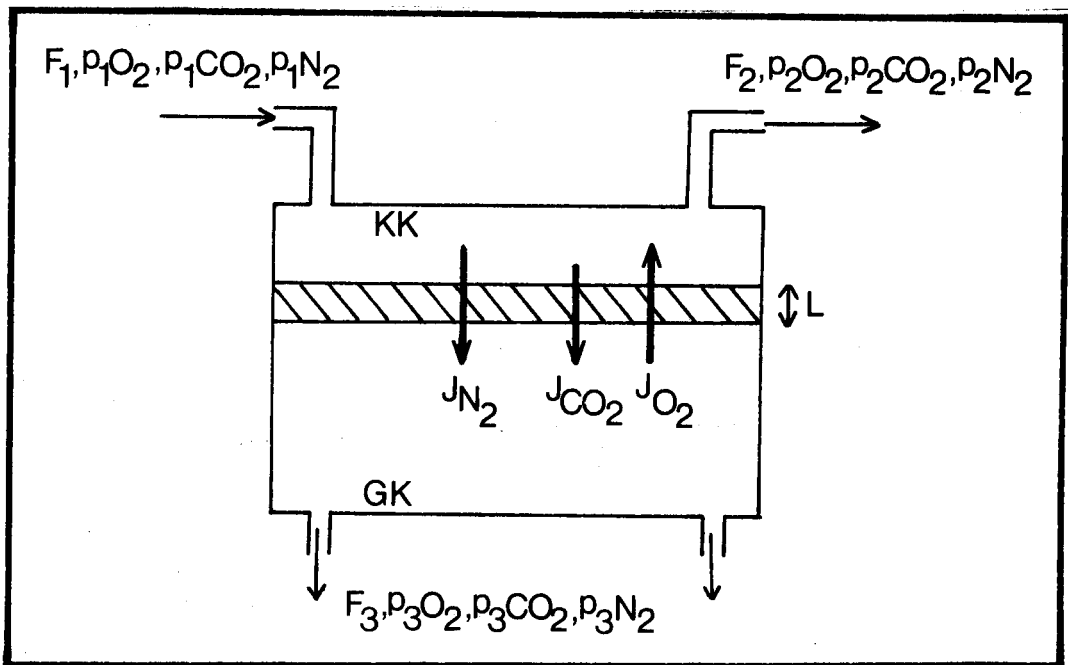 F₁,p₁O₂,p₁CO₂,p₁N₂
F₂,p₂O₂,p₂CO₂,p₂N₂
KK
L
JN₂
JCO₂
JO₂
GK
F₃,p₃O₂,p₃CO₂,p₃N₂